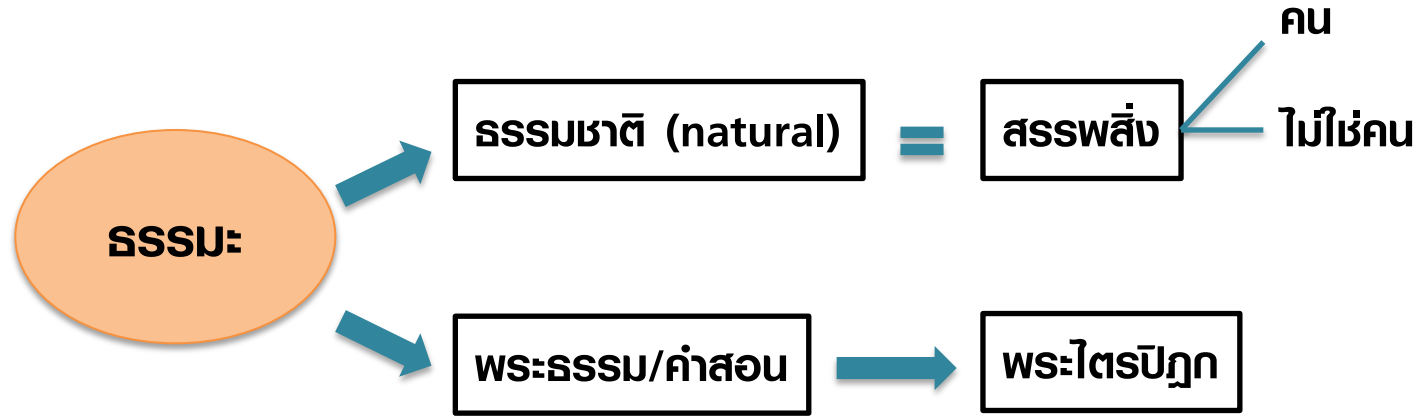 คน
ธรรมชาติ (natural) = สรรพสิ่ง
ไม่ใช่คน
ธรรมะ
พระธรรม/คำสอน
พระไตรปิฎก